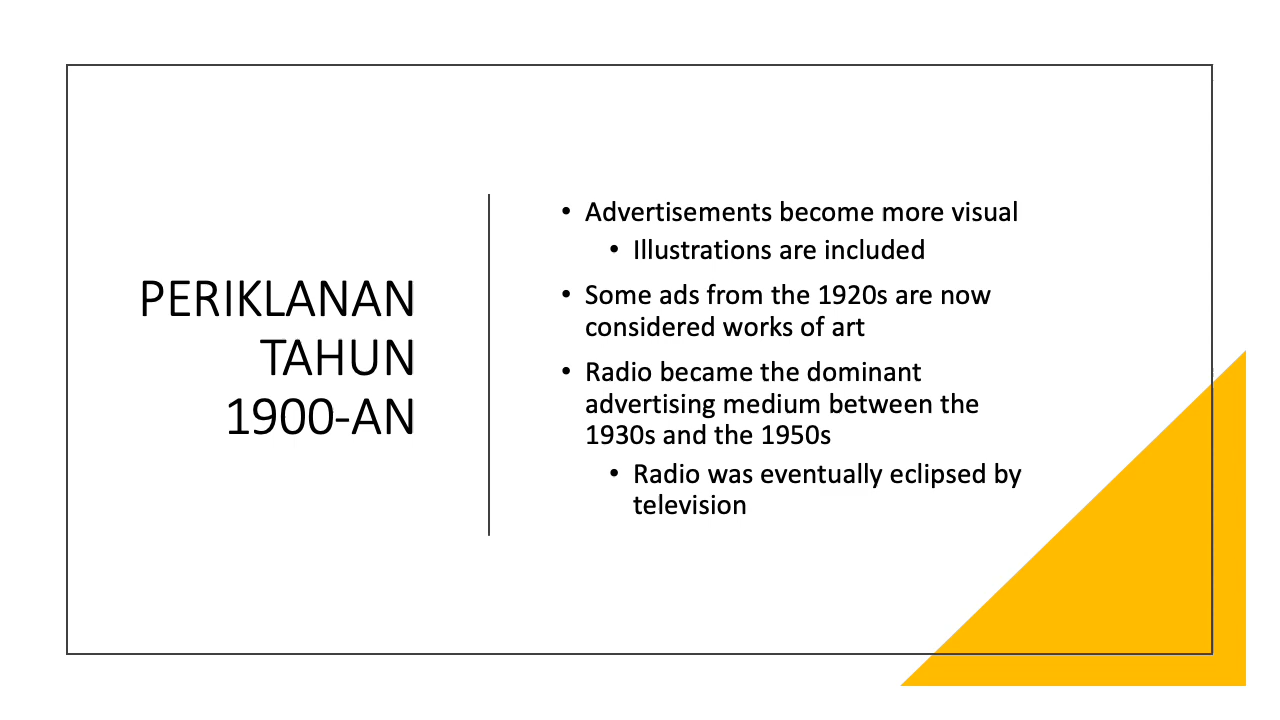 PERIKLANAN
TAHUN
1900-AN
• Advertisements become more visual
• Illustrations are included
• Some ads from the 1920s are now
considered works of art
• Radio became the dominant
advertising medium between the
1930s and the 1950s
• Radio was eventually eclipsed by
television